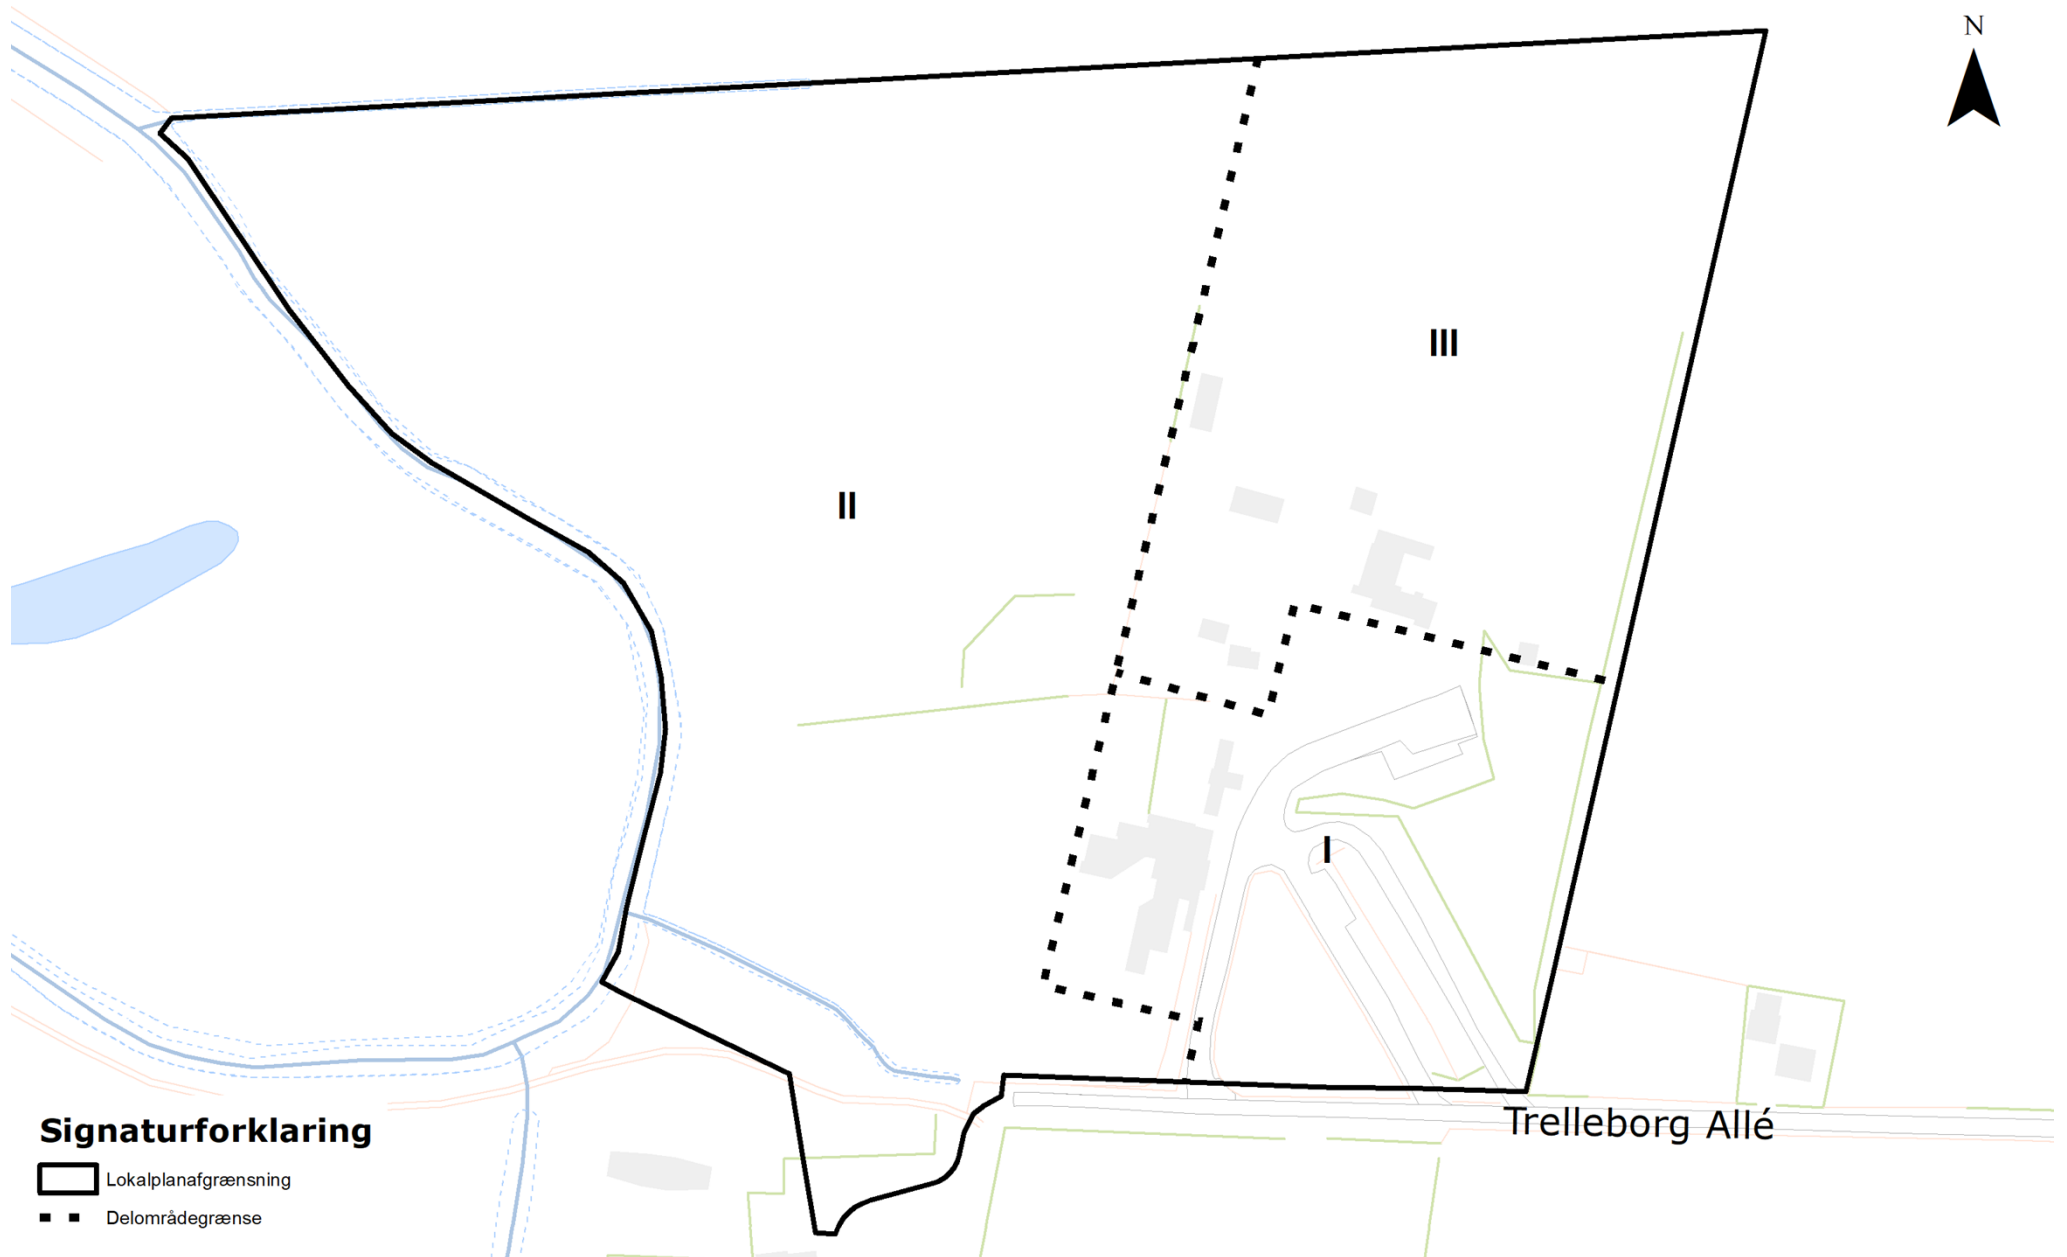 N
III
II
I
Trelleborg Allé
Signaturforklaring
Lokalplanafgrænsning
Delområdegrænse